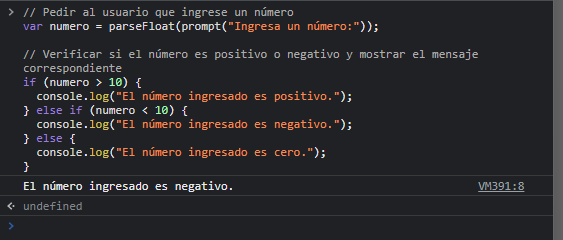 // Pedir al usuario que ingrese un número
var numero = parseFloat(prompt("Ingresa un número:"));
// Verificar si el número es positivo o negativo y mostrar el mensaje
correspondiente
if (numero > 10) {
  console.log("El número ingresado es positivo.");
} else if (numero < 10) {
  console.log("El número ingresado es negativo.");
} else {
  console.log("El número ingresado es cero.");
}
El número ingresado es negativo. VM391:8
undefined